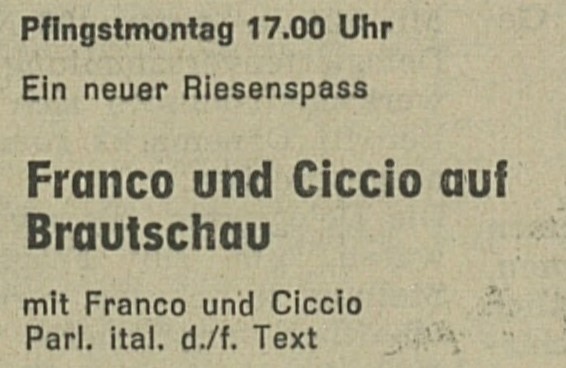 Pfingstmontag 17.00 Uhr
Ein neuer Riesenspass
Franco und Ciccio auf
Brautschau
mit Franco und Ciccio
Parl. ital. d./f. Text